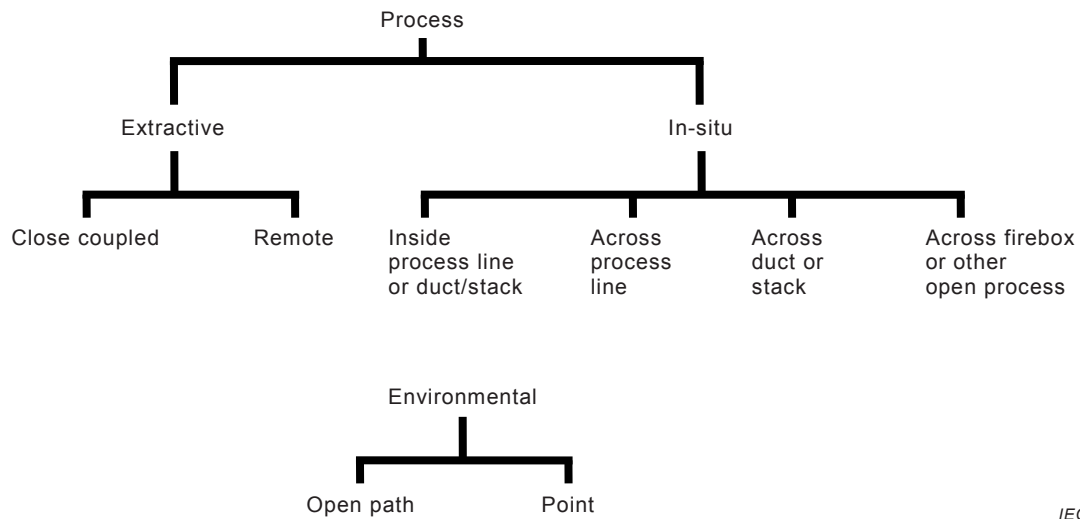 Process
Extractive
In-situ
Close coupled
Remote
Inside
process line
or duct/stack
Across
process
line
Across
duct or
stack
Across firebox
or other
open process
Environmental
Open path
Point